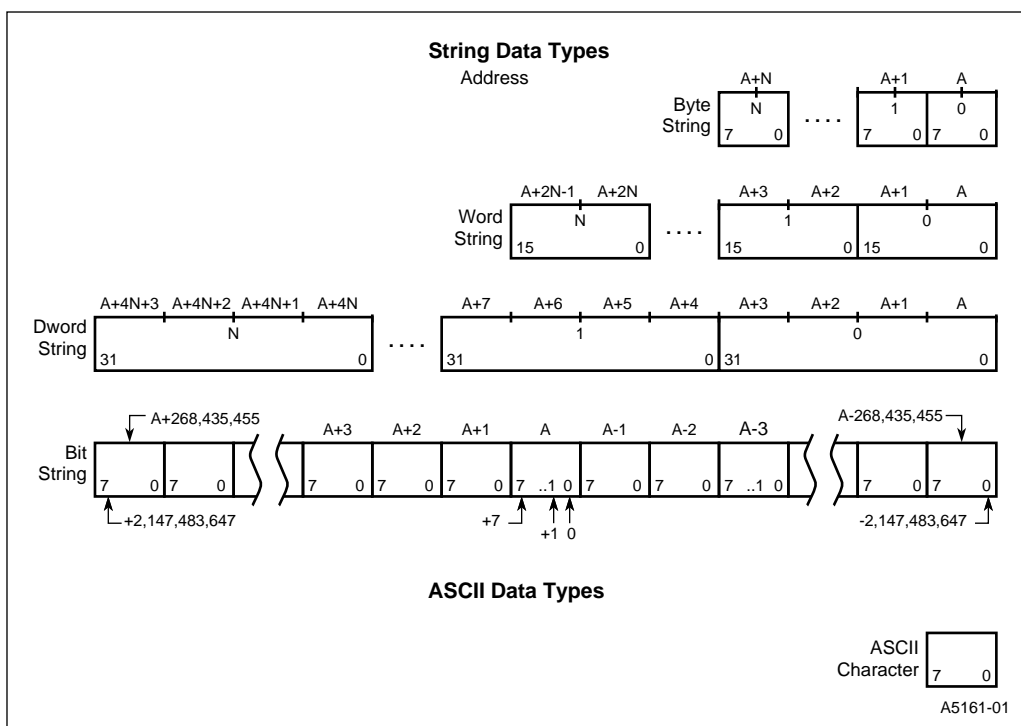 String Data Types
Address
A+N A+1 A
Byte String
N .... 1 0
7 0 7 0 7 0
A+2N-1 A+2N A+3 A+2 A+1 A
Word String
N .... 1 0
15 0 15 0 15 0
A+4N+3 A+4N+2 A+4N+1 A+4N A+7 A+6 A+5 A+4 A+3 A+2 A+1 A
Dword String
N .... 1 0
31 0 31 0 31 0
A+268,435,455 A-268,435,455
A+3 A+2 A+1 A A-1 A-2 A-3
Bit String
7 0 7 0 7 0 7 0 7 0 7 ..1 0 7 0 7 0 7 ..1 0 7 0 7 0
+2,147,483,647 +7 -2,147,483,647
+1 0
ASCII Data Types
ASCII Character
7 0
A5161-01